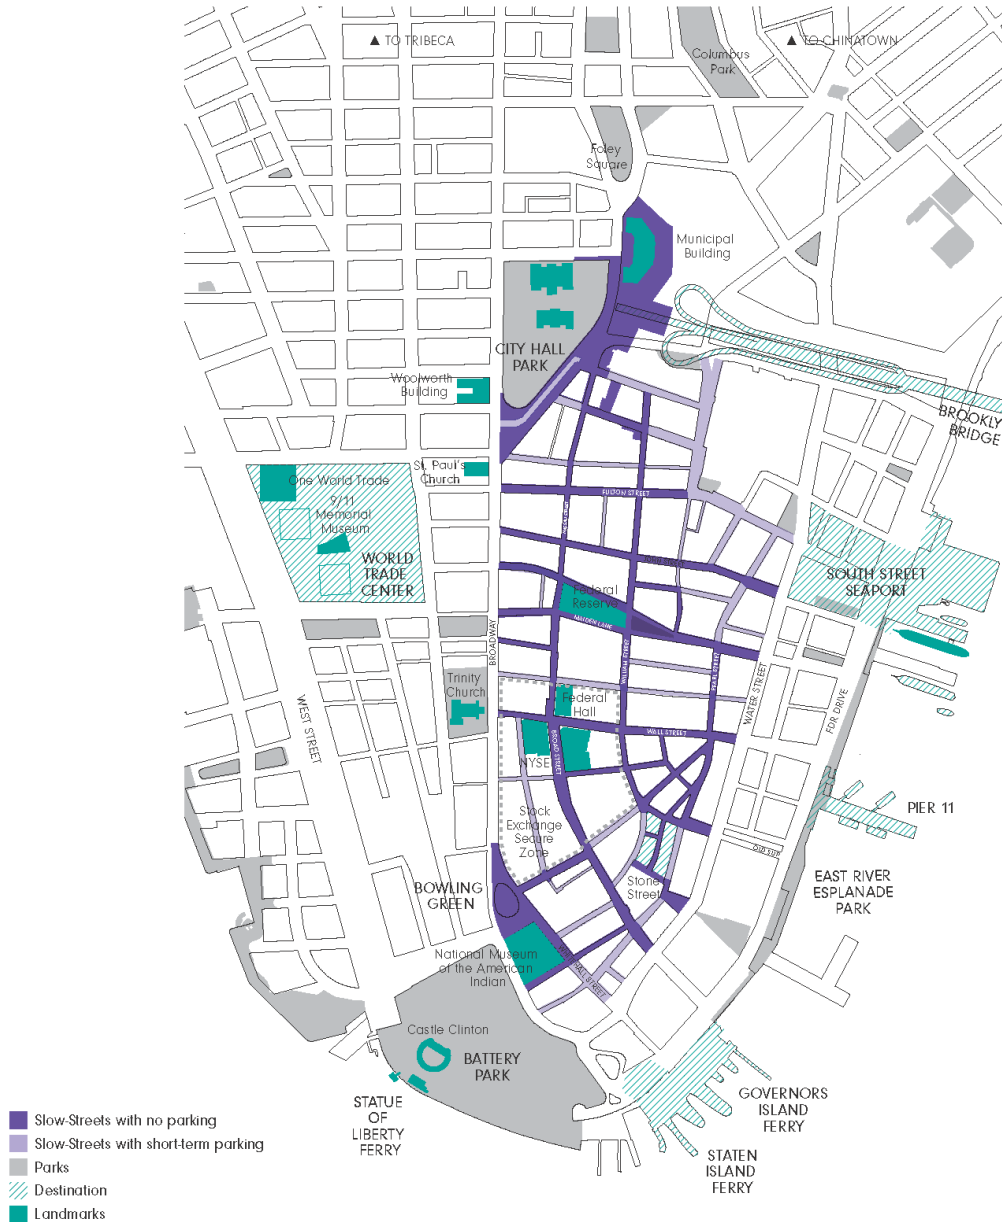 ▲ TO TRIBECA
▲ TO CHINATOWN
Columbus
Park
Foley
Square
Municipal
Building
CITY HALL
PARK
Woolworth
Building
BROOKLY
BRIDGE
St. Paul's
Church
One World Trade
9/11
Memorial
Museum
WORLD
TRADE
CENTER
FULTON STREET
SOUTH STREET
SEAPORT
Federal
Reserve
MAIDEN LANE
BROADWAY
WILLIAM STREET
PEARL STREET
WATER STREET
FDR DRIVE
WEST STREET
Trinity
Church
Federal
Hall
WALL STREET
BROAD STREET
NYSE
PIER 11
Stock
Exchange
Secure
Zone
OLD SLIP
EAST RIVER
ESPLANADE
PARK
BOWLING
GREEN
Stone
Street
National Museum
of the American
Indian
WHITEHALL STREET
Castle Clinton
BATTERY
PARK
STATUE
OF
LIBERTY
FERRY
GOVERNORS
ISLAND
FERRY
STATEN
ISLAND
FERRY
Slow-Streets with no parking
Slow-Streets with short-term parking
Parks
Destination
Landmarks